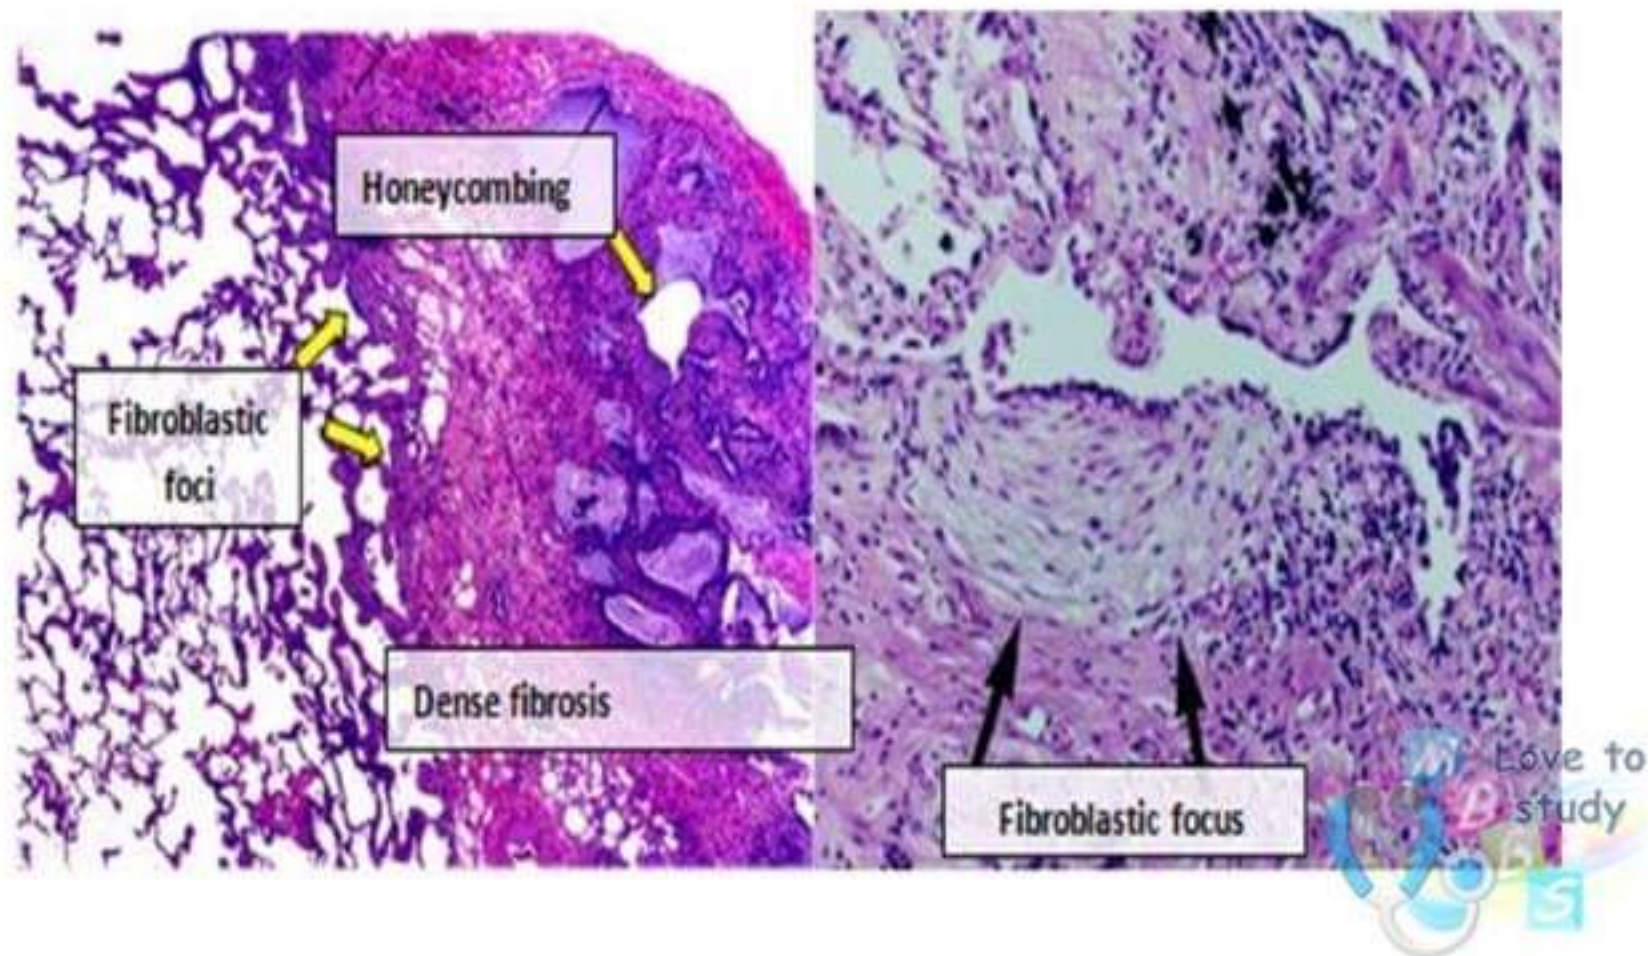 Honeycombing
Fibroblastic
foci
Dense fibrosis
Fibroblastic focus
Love to
study
M
B
b
S